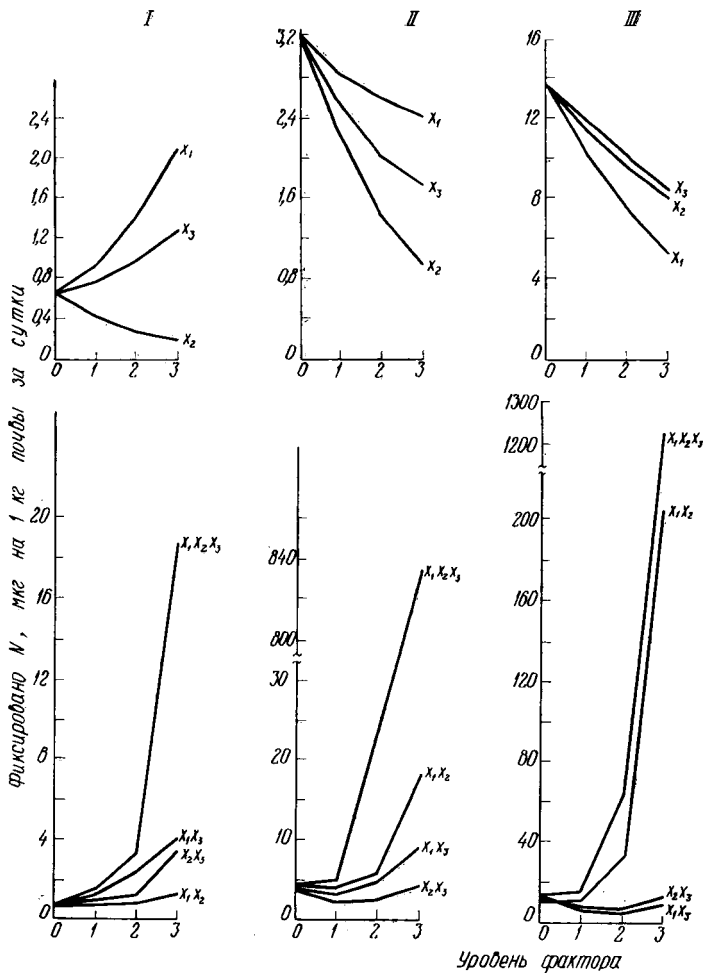 I II III
Фиксировано N, мкг на 1 кг почвы за сутки
2,4
2,0
1,6
1,2
0,8
0,4
0
0 1 2 3
X₁
X₃
X₂
3,2
2,4
1,6
0,8
0
0 1 2 3
X₁
X₃
X₂
16
12
8
4
0
0 1 2 3
X₃
X₂
X₁
20
16
12
8
4
0
0 1 2 3
X₁X₂X₃
X₁X₃
X₂X₃
X₁X₂
840
800
30
20
10
0
0 1 2 3
X₁X₂X₃
X₁X₂
X₁X₃
X₂X₃
1300
1200
200
160
120
80
40
0
0 1 2 3
X₁X₂X₃
X₁X₂
X₂X₃
X₁X₃
Уровень фактора